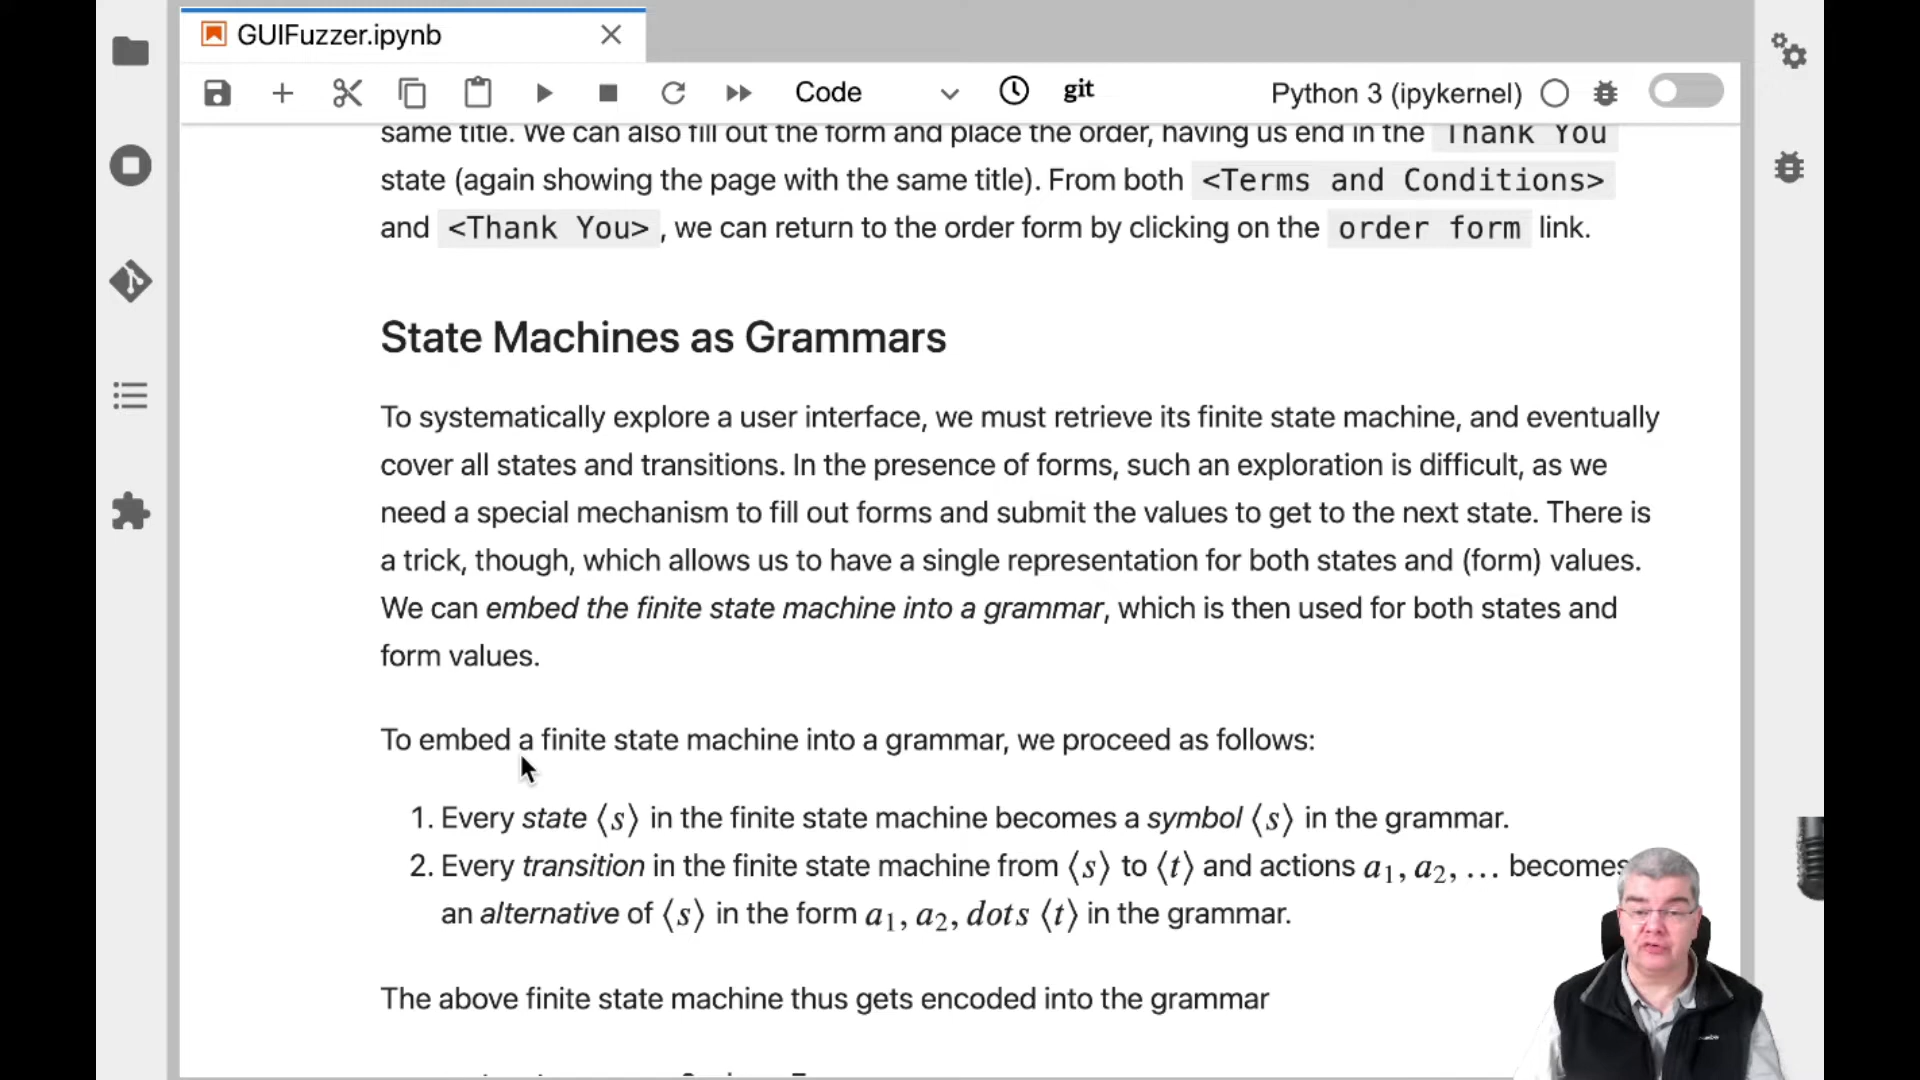 GUIFuzzer.ipynb
Code
git
Python 3 (ipykernel)
same title. We can also fill out the form and place the order, having us end in the Thank You
state (again showing the page with the same title). From both <Terms and Conditions>
and <Thank You> , we can return to the order form by clicking on the order form link.
State Machines as Grammars
To systematically explore a user interface, we must retrieve its finite state machine, and eventually
cover all states and transitions. In the presence of forms, such an exploration is difficult, as we
need a special mechanism to fill out forms and submit the values to get to the next state. There is
a trick, though, which allows us to have a single representation for both states and (form) values.
We can embed the finite state machine into a grammar, which is then used for both states and
form values.
To embed a finite state machine into a grammar, we proceed as follows:
1. Every state ⟨s⟩ in the finite state machine becomes a symbol ⟨s⟩ in the grammar.
2. Every transition in the finite state machine from ⟨s⟩ to ⟨t⟩ and actions a₁, a₂, … becomes
an alternative of ⟨s⟩ in the form a₁, a₂, dots ⟨t⟩ in the grammar.
The above finite state machine thus gets encoded into the grammar